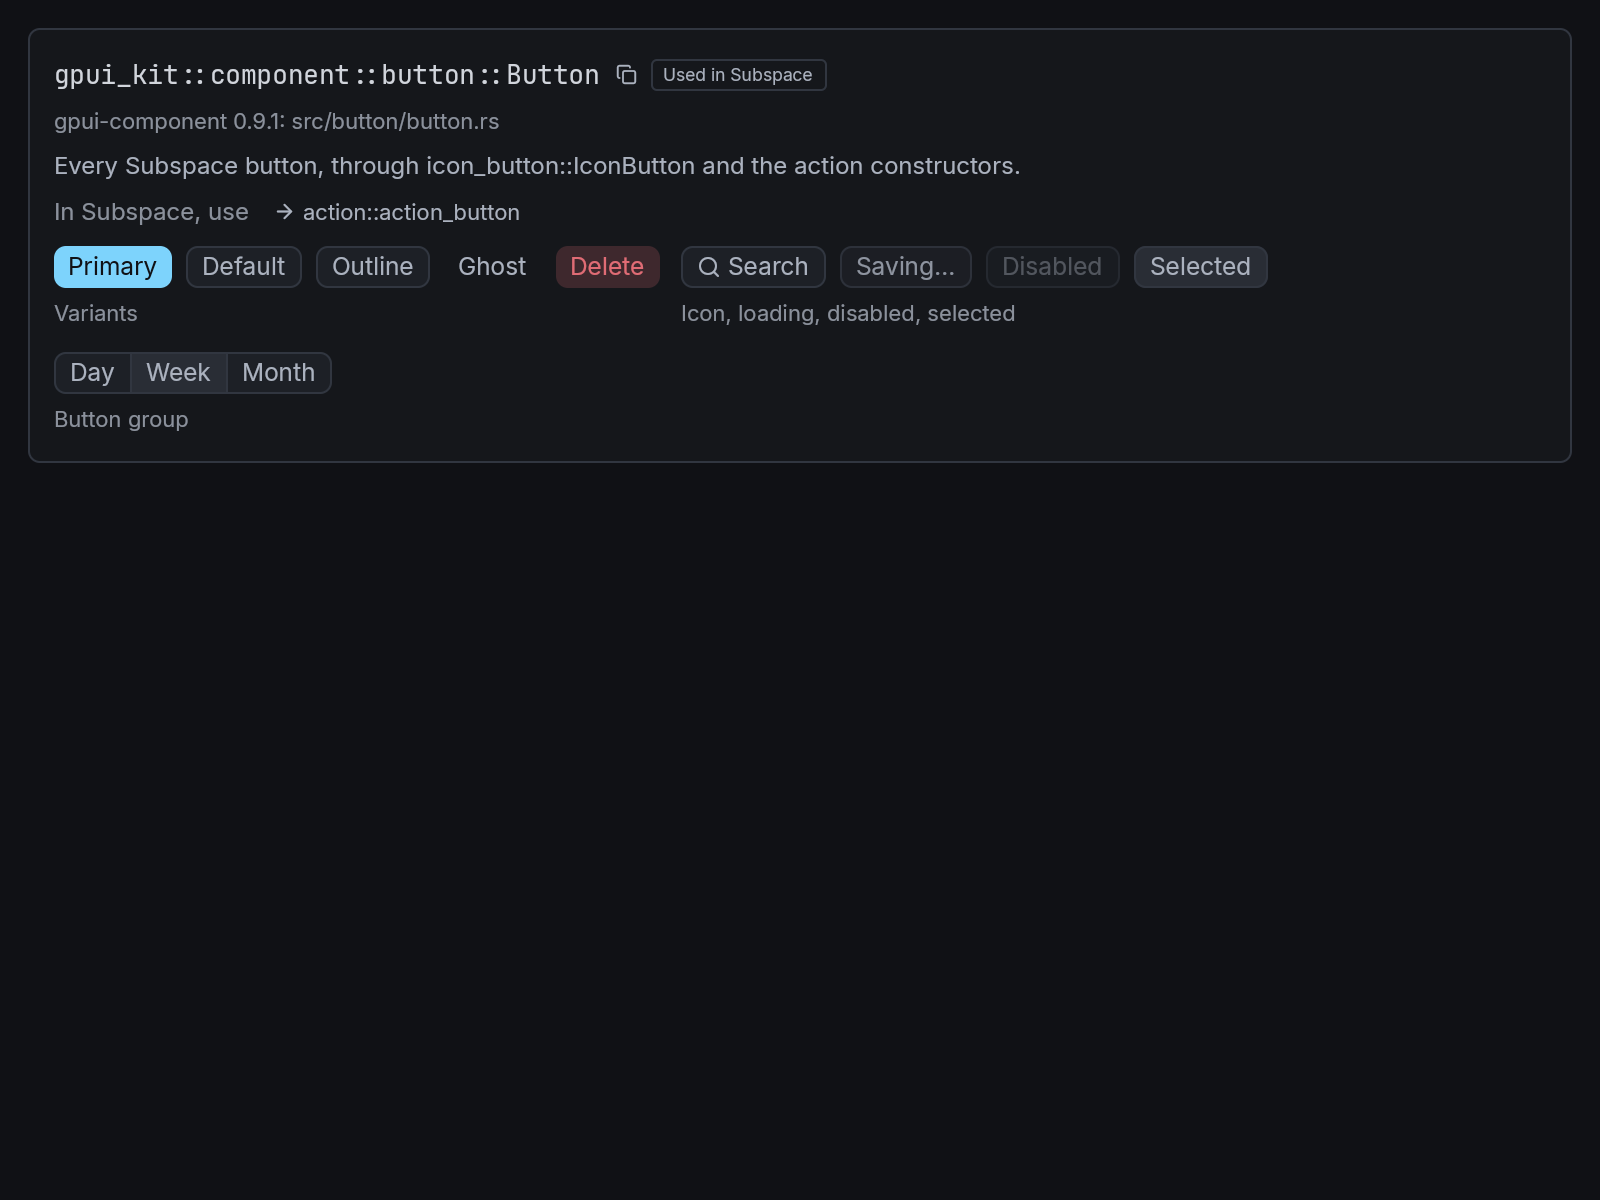 gpui_kit::component::button::Button Used in Subspace
gpui-component 0.9.1: src/button/button.rs
Every Subspace button, through icon_button::IconButton and the action constructors.
In Subspace, use → action::action_button
Primary Default Outline Ghost Delete Search Saving... Disabled Selected
Variants Icon, loading, disabled, selected
Day Week Month
Button group